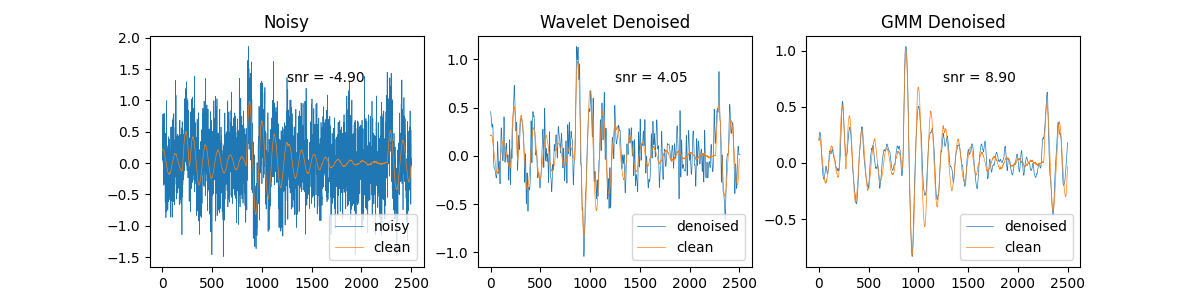 Noisy
2.0
1.5
1.0
0.5
0.0
−0.5
−1.0
−1.5
snr = -4.90
noisy
clean
0 500 1000 1500 2000 2500
Wavelet Denoised
1.0
0.5
0.0
−0.5
−1.0
snr = 4.05
denoised
clean
0 500 1000 1500 2000 2500
GMM Denoised
1.0
0.5
0.0
−0.5
snr = 8.90
denoised
clean
0 500 1000 1500 2000 2500